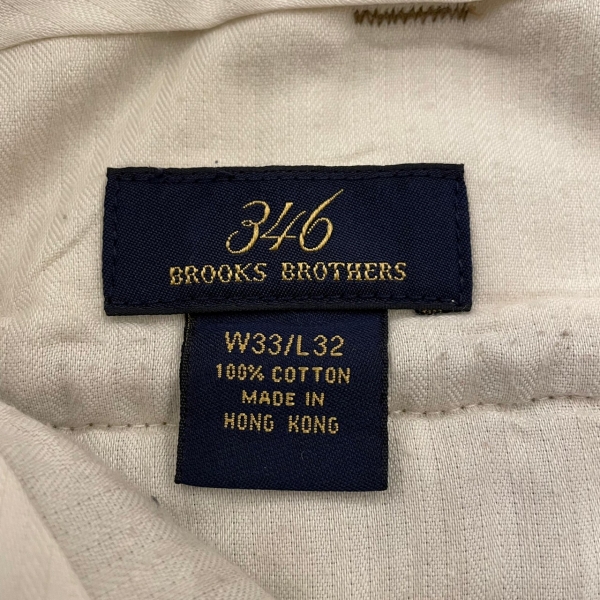 346
BROOKS BROTHERS
W33/L32
100% COTTON
MADE IN
HONG KONG